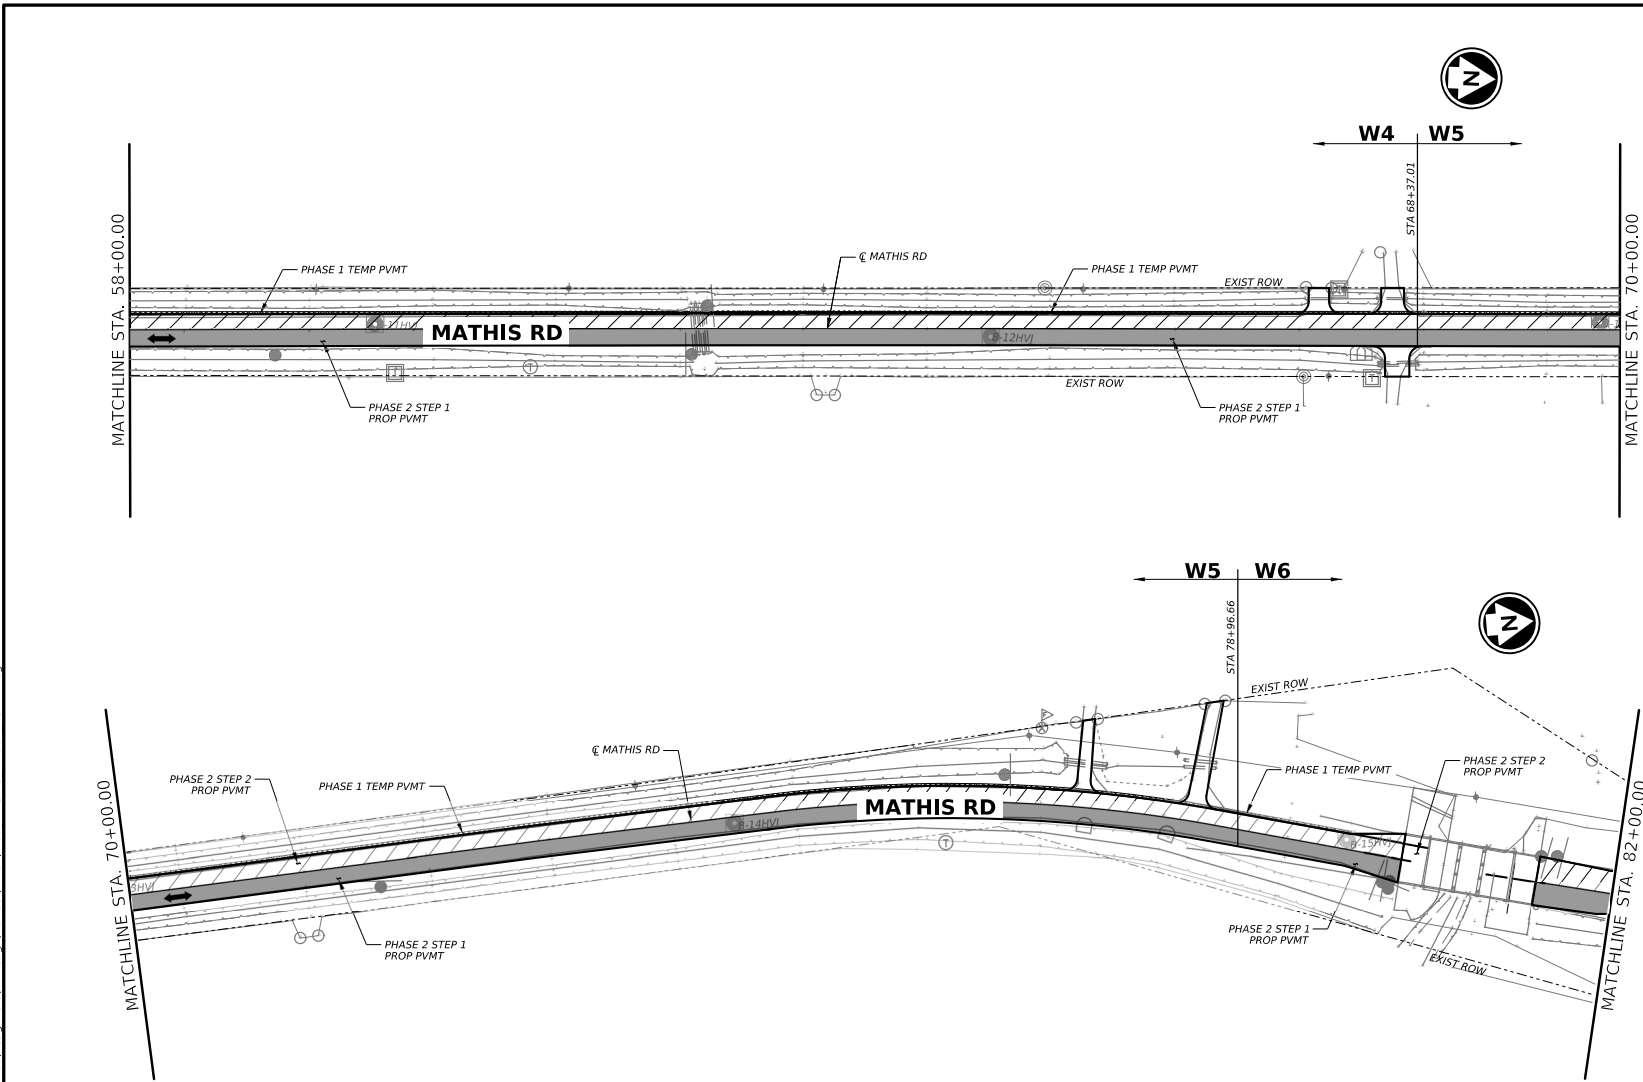 N
W4 W5
STA 68+37.01
MATCHLINE STA. 58+00.00
MATCHLINE STA. 70+00.00
PHASE 1 TEMP PVMT
℄ MATHIS RD
PHASE 1 TEMP PVMT
EXIST ROW
B-11HVJ
MATHIS RD
B-12HVJ
T
T
T
EXIST ROW
PHASE 2 STEP 1
PROP PVMT
PHASE 2 STEP 1
PROP PVMT
W5 W6
STA 78+96.66
N
EXIST ROW
MATCHLINE STA. 70+00.00
MATCHLINE STA. 82+00.00
PHASE 2 STEP 2
PROP PVMT
PHASE 1 TEMP PVMT
℄ MATHIS RD
PHASE 1 TEMP PVMT
PHASE 2 STEP 2
PROP PVMT
MATHIS RD
B-14HVJ
B-15HVJ
3HVJ
T
PHASE 2 STEP 1
PROP PVMT
PHASE 2 STEP 1
PROP PVMT
EXIST ROW